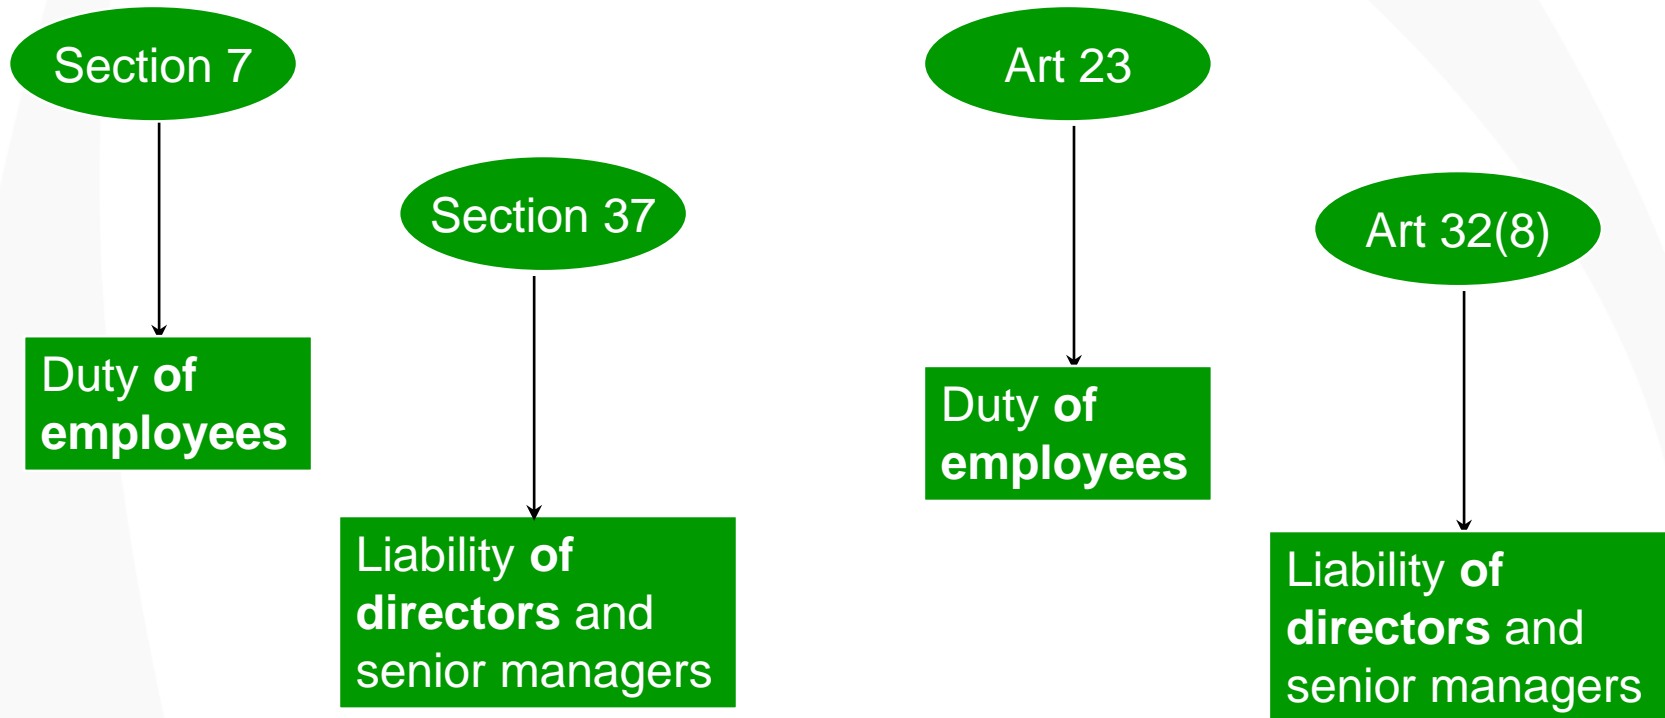 Section 7
Duty of
employees
Section 37
Liability of
directors and
senior managers
Art 23
Duty of
employees
Art 32(8)
Liability of
directors and
senior managers